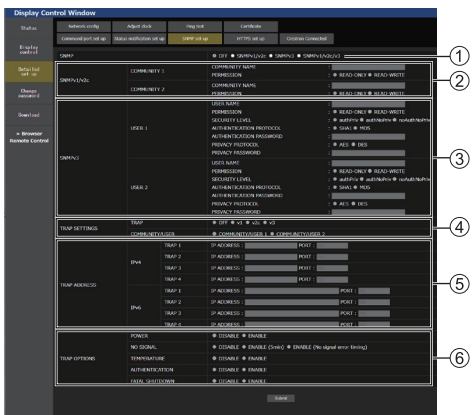 Display Control Window
Status
Display control
Detailed set up
Change password
Download
» Browser Remote Control
Network config
Adjust clock
Ping test
Certificate
Command port set up
Status notification set up
SNMP set up
HTTPS set up
Crestron Connected
SNMP : OFF SNMPv1/v2c SNMPv3 SNMPv1/v2c/v3
1
SNMPv1/v2c
COMMUNITY 1
COMMUNITY NAME :
PERMISSION : READ-ONLY READ-WRITE
COMMUNITY 2
COMMUNITY NAME :
PERMISSION : READ-ONLY READ-WRITE
2
SNMPv3
USER 1
USER NAME :
PERMISSION : READ-ONLY READ-WRITE
SECURITY LEVEL : authPriv authNoPriv noAuthNoPriv
AUTHENTICATION PROTOCOL : SHA1 MD5
AUTHENTICATION PASSWORD :
PRIVACY PROTOCOL : AES DES
PRIVACY PASSWORD :
USER 2
USER NAME :
PERMISSION : READ-ONLY READ-WRITE
SECURITY LEVEL : authPriv authNoPriv noAuthNoPriv
AUTHENTICATION PROTOCOL : SHA1 MD5
AUTHENTICATION PASSWORD :
PRIVACY PROTOCOL : AES DES
PRIVACY PASSWORD :
3
TRAP SETTINGS
TRAP : OFF v1 v2c v3
COMMUNITY/USER : COMMUNITY/USER 1 COMMUNITY/USER 2
4
TRAP ADDRESS
IPv4
TRAP 1 IP ADDRESS : PORT :
TRAP 2 IP ADDRESS : PORT :
TRAP 3 IP ADDRESS : PORT :
TRAP 4 IP ADDRESS : PORT :
IPv6
TRAP 1 IP ADDRESS : PORT :
TRAP 2 IP ADDRESS : PORT :
TRAP 3 IP ADDRESS : PORT :
TRAP 4 IP ADDRESS : PORT :
5
TRAP OPTIONS
POWER DISABLE ENABLE
NO SIGNAL DISABLE ENABLE (5min) ENABLE (No signal error timing)
TEMPERATURE DISABLE ENABLE
AUTHENTICATION DISABLE ENABLE
FATAL SHUTDOWN DISABLE ENABLE
6
Submit